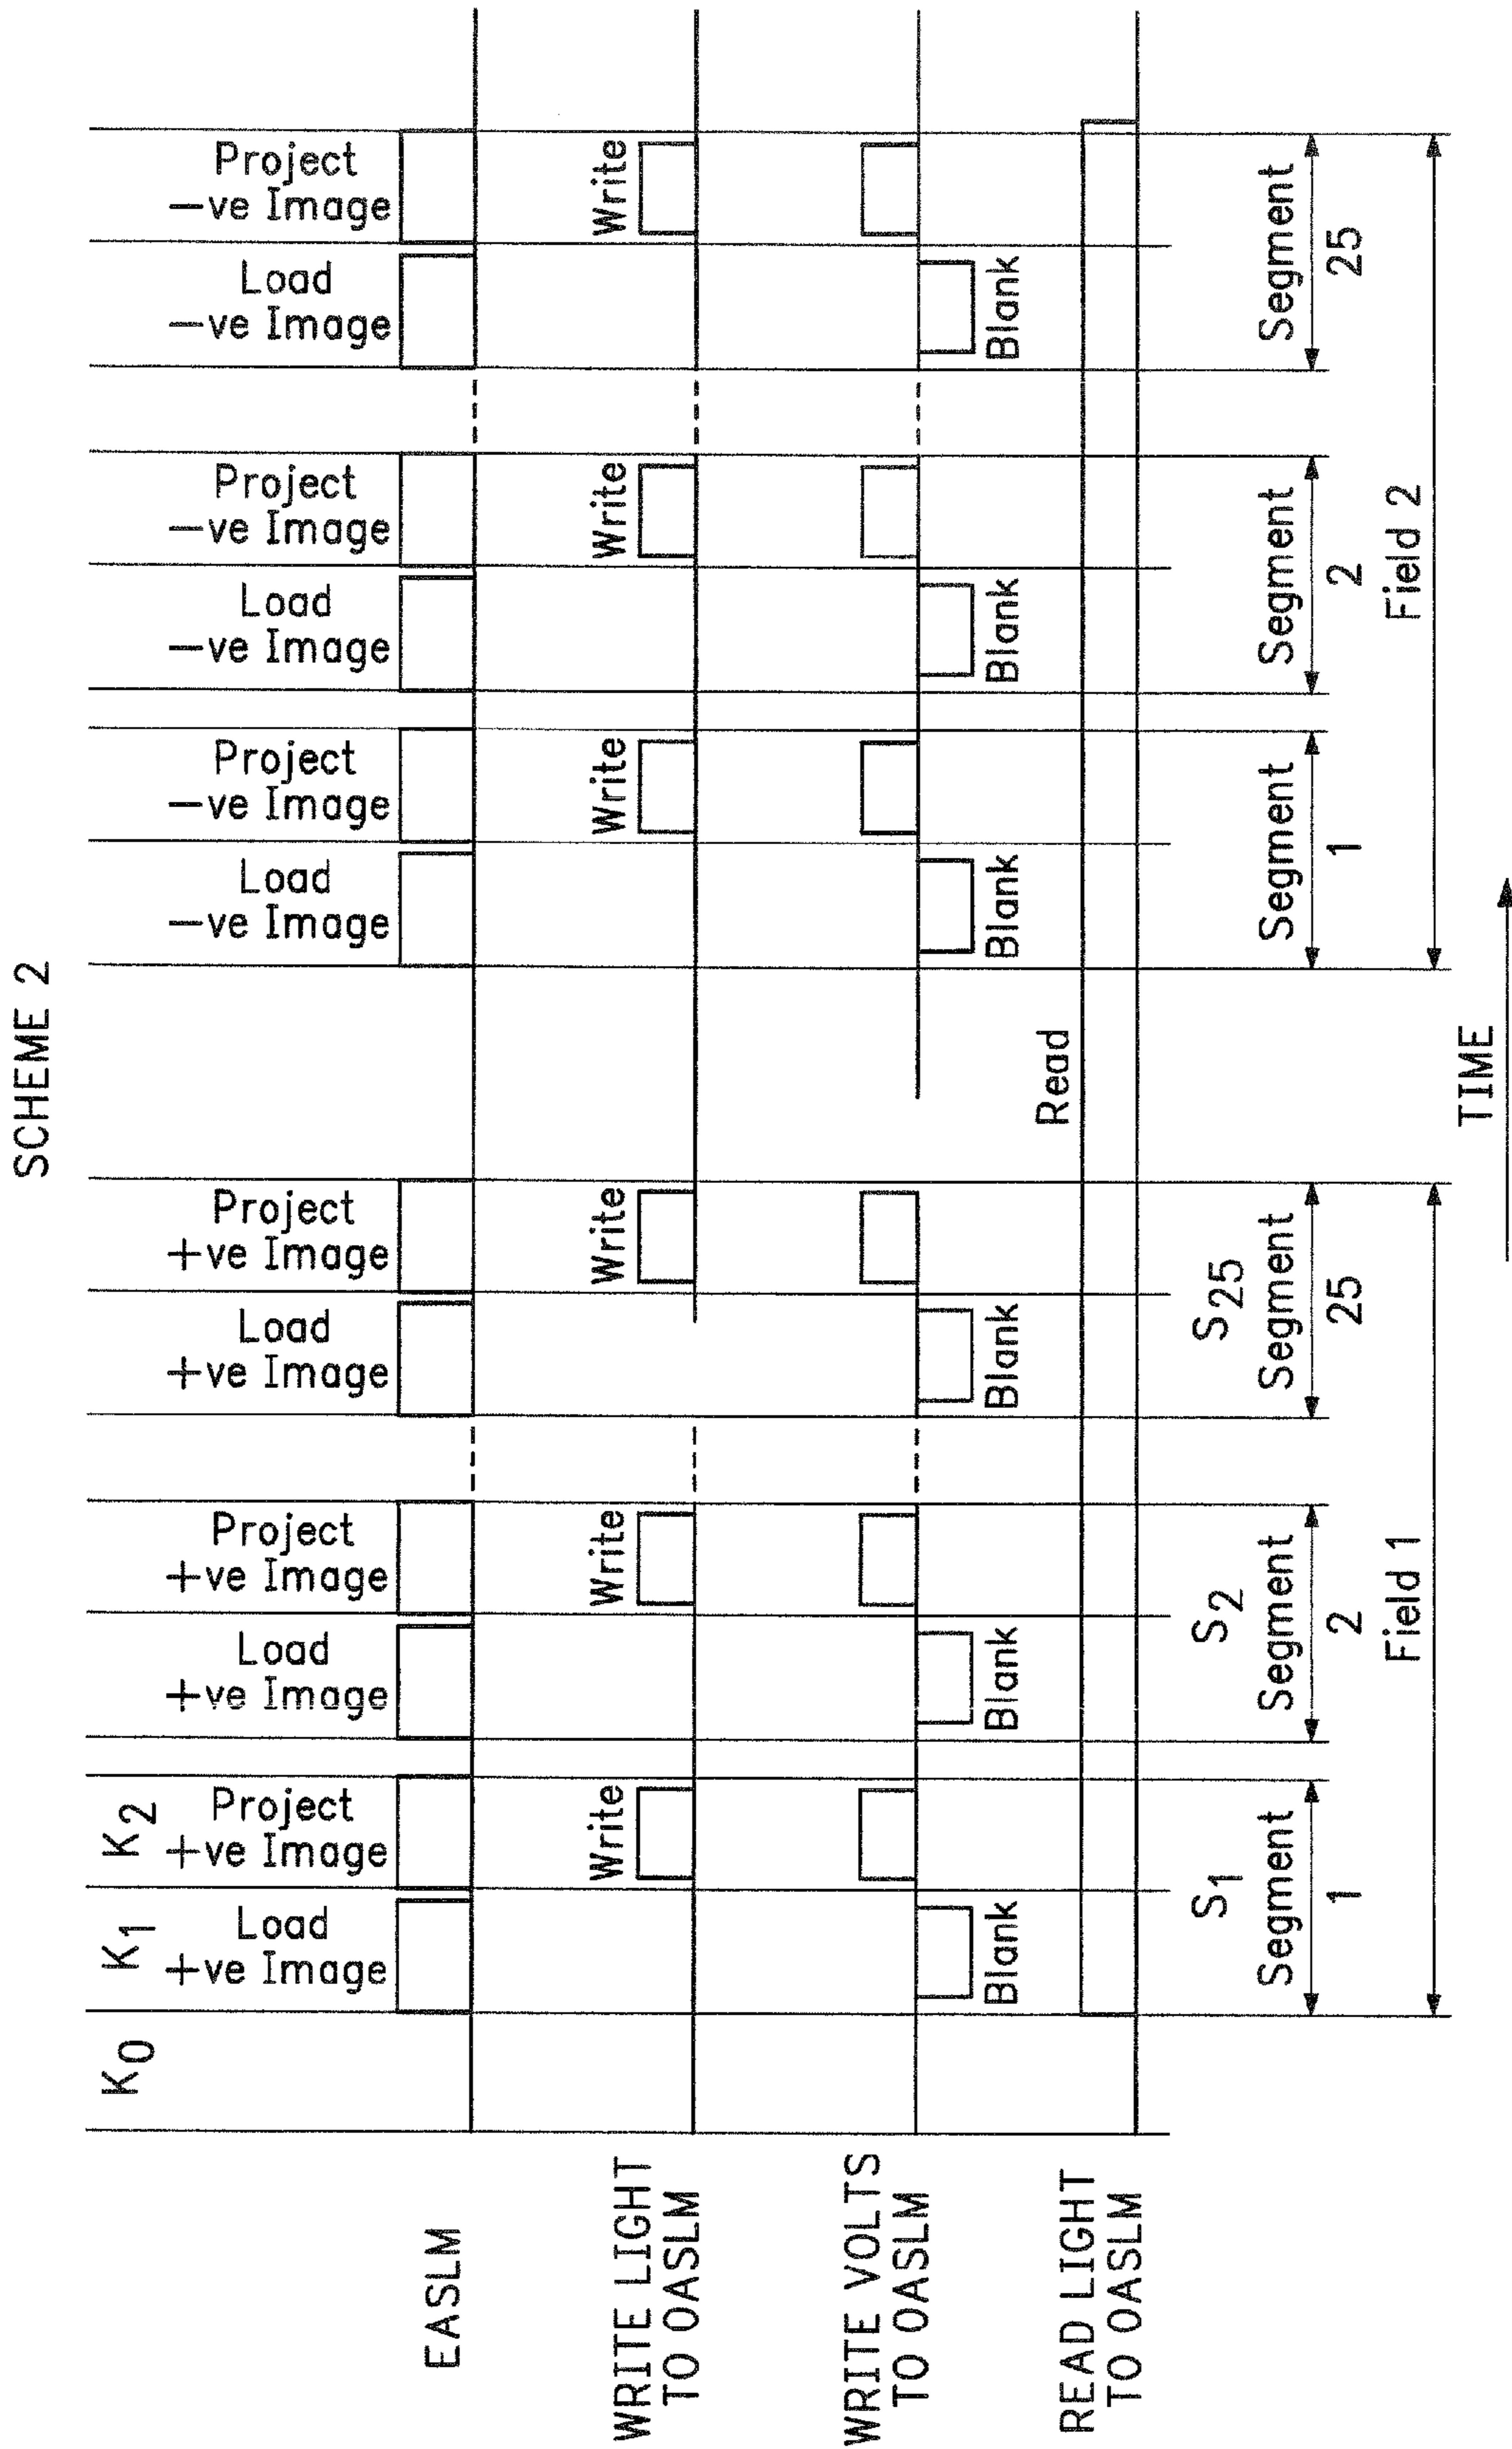 SCHEME 2
K0
K1
K2
Load
+ve Image
Project
+ve Image
Load
+ve Image
Project
+ve Image
Load
+ve Image
Project
+ve Image
Load
−ve Image
Project
−ve Image
Load
−ve Image
Project
−ve Image
Load
−ve Image
Project
−ve Image
EASLM
WRITE LIGHT
TO OASLM
Write
Write
Write
Write
Write
Write
WRITE VOLTS
TO OASLM
Blank
Blank
Blank
Blank
Blank
Blank
READ LIGHT
TO OASLM
Read
S1
Segment
1
S2
Segment
2
S25
Segment
25
Segment
1
Segment
2
Segment
25
Field 1
Field 2
TIME